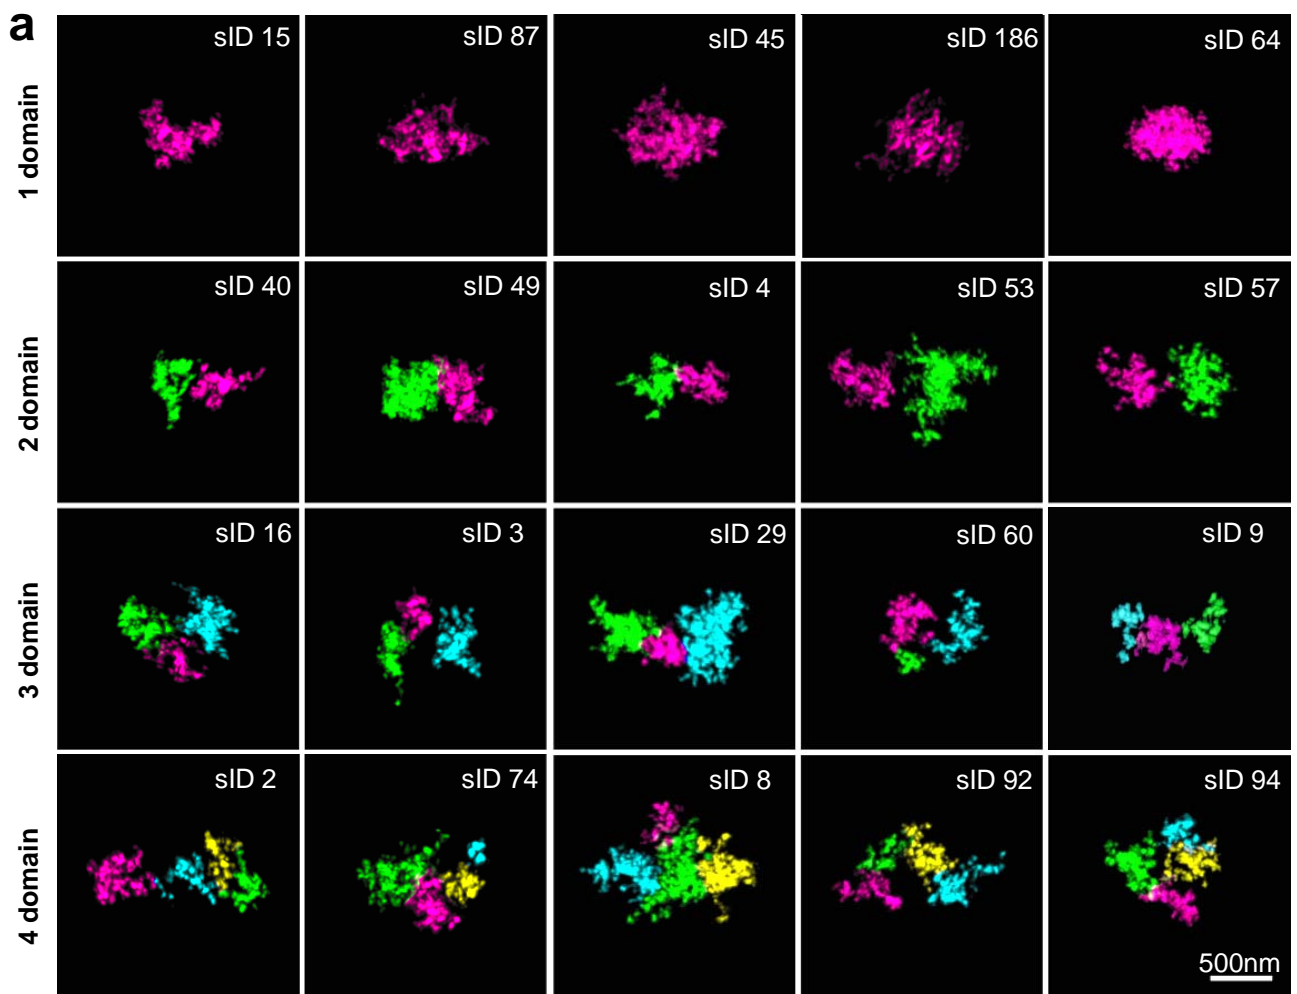 a
1 domain
sID 15
sID 87
sID 45
sID 186
sID 64
2 domain
sID 40
sID 49
sID 4
sID 53
sID 57
3 domain
sID 16
sID 3
sID 29
sID 60
sID 9
4 domain
sID 2
sID 74
sID 8
sID 92
sID 94
500nm